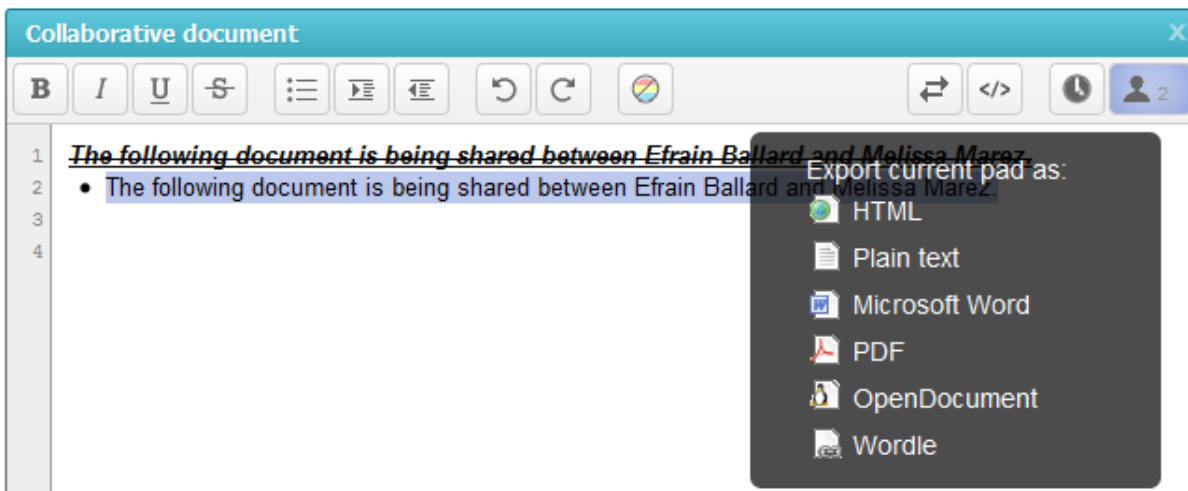 Collaborative document X
B I U S </> 2
1 The following document is being shared between Efrain Ballard and Melissa Marez.
2 • The following document is being shared between Efrain Ballard and Melissa Marez.
3
4
Export current pad as:
HTML
Plain text
Microsoft Word
PDF
OpenDocument
Wordle